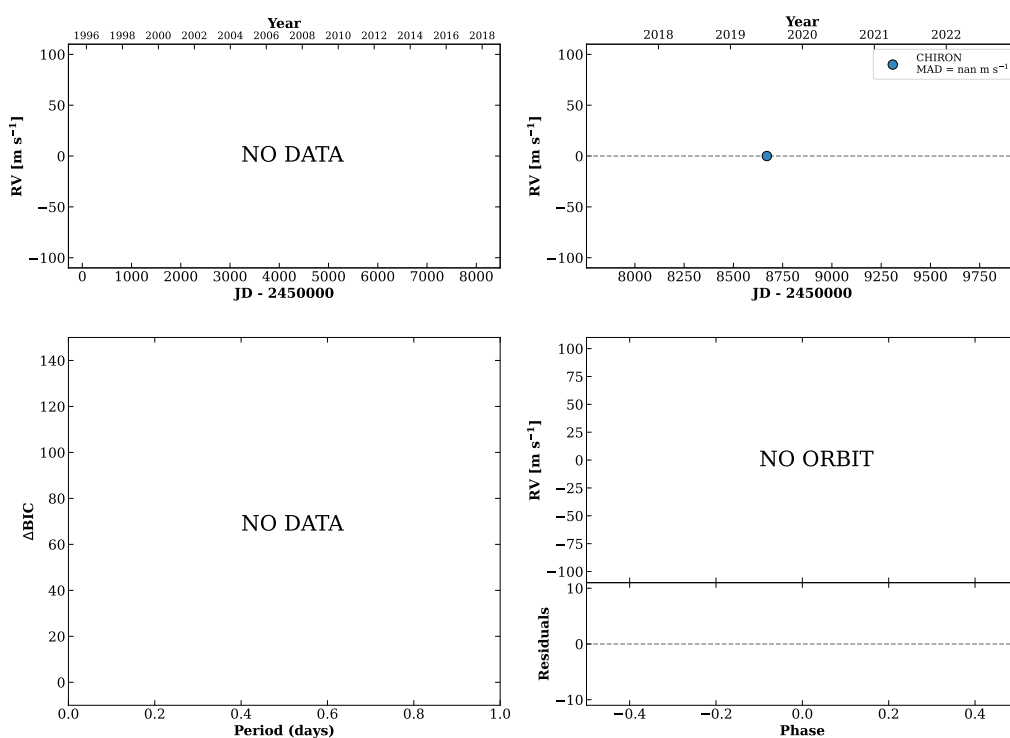 Year
1996 1998 2000 2002 2004 2006 2008 2010 2012 2014 2016 2018
100
50
0
−50
−100
RV [m s⁻¹]
NO DATA
0 1000 2000 3000 4000 5000 6000 7000 8000
JD - 2450000
Year
2018 2019 2020 2021 2022
100
50
0
−50
−100
RV [m s⁻¹]
CHIRON
MAD = nan m s⁻¹
8000 8250 8500 8750 9000 9250 9500 9750
JD - 2450000
140
120
100
80
60
40
20
0
ΔBIC
NO DATA
0.0 0.2 0.4 0.6 0.8 1.0
Period (days)
100
75
50
25
0
−25
−50
−75
−100
RV [m s⁻¹]
NO ORBIT
10
0
−10
Residuals
−0.4 −0.2 0.0 0.2 0.4
Phase